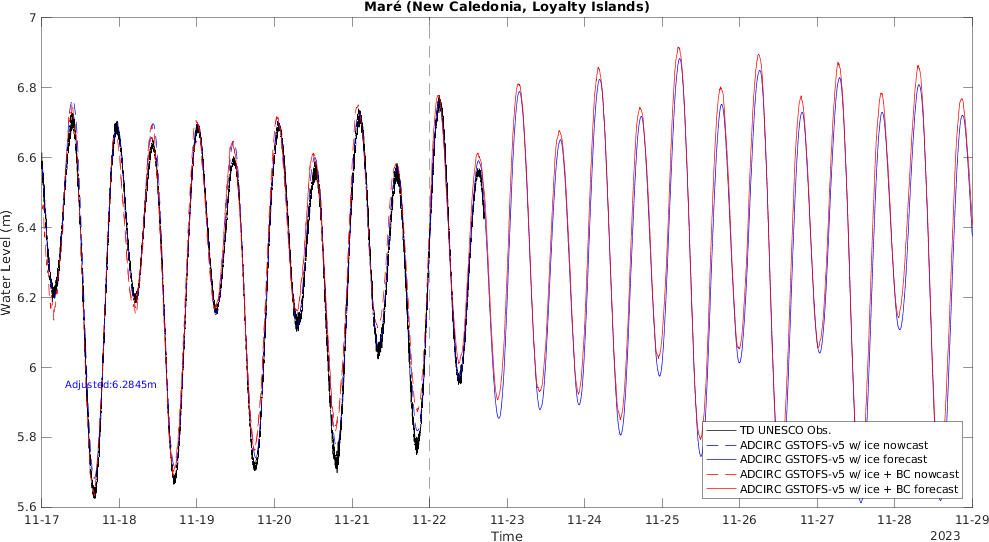 Maré (New Caledonia, Loyalty Islands)
7
6.8
6.6
6.4
6.2
6
5.8
5.6
Water Level (m)
Adjusted:6.2845m
TD UNESCO Obs.
ADCIRC GSTOFS-v5 w/ ice nowcast
ADCIRC GSTOFS-v5 w/ ice forecast
ADCIRC GSTOFS-v5 w/ ice + BC nowcast
ADCIRC GSTOFS-v5 w/ ice + BC forecast
11-17 11-18 11-19 11-20 11-21 11-22 11-23 11-24 11-25 11-26 11-27 11-28 11-29
Time
2023